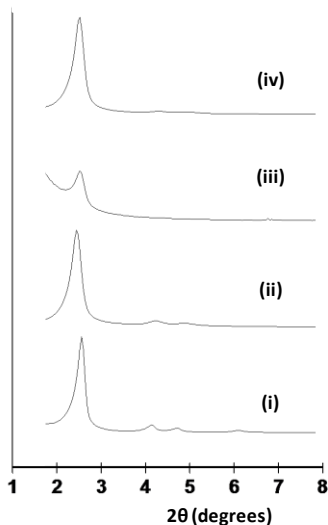 (iv)
(iii)
(ii)
(i)
1 2 3 4 5 6 7 8
2θ (degrees)